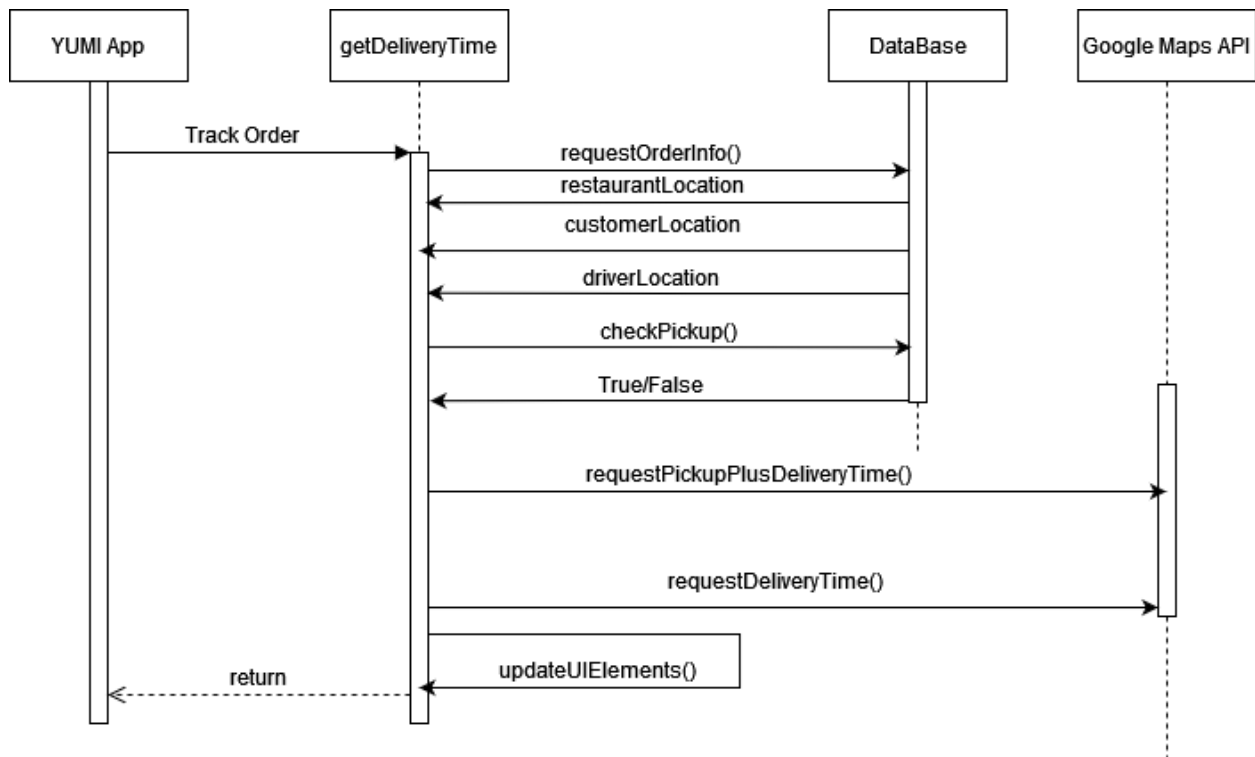 YUMI App
getDeliveryTime
DataBase
Google Maps API
Track Order
requestOrderInfo()
restaurantLocation
customerLocation
driverLocation
checkPickup()
True/False
requestPickupPlusDeliveryTime()
requestDeliveryTime()
updateUIElements()
return